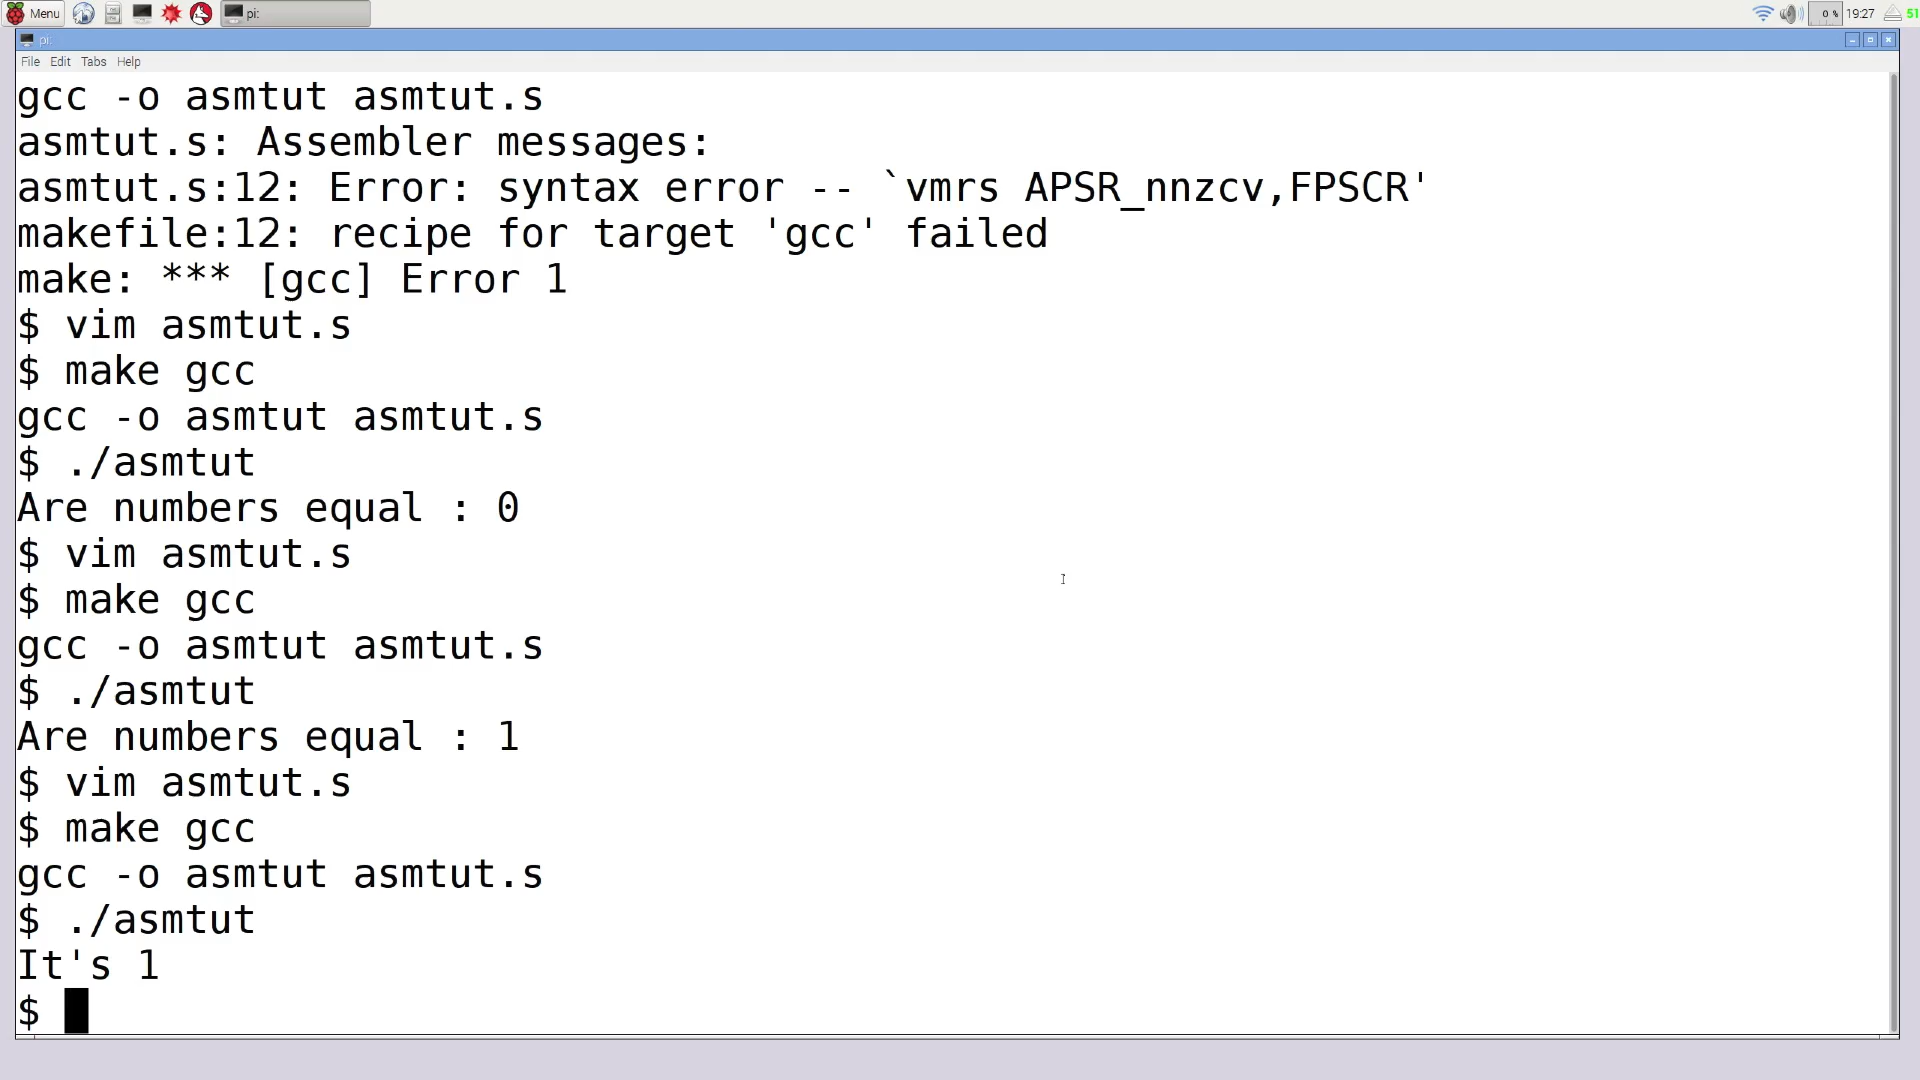 Menu
pi:
0 %
19:27
51
pi:
File Edit Tabs Help
gcc -o asmtut asmtut.s
asmtut.s: Assembler messages:
asmtut.s:12: Error: syntax error -- `vmrs APSR_nnzcv,FPSCR'
makefile:12: recipe for target 'gcc' failed
make: *** [gcc] Error 1
$ vim asmtut.s
$ make gcc
gcc -o asmtut asmtut.s
$ ./asmtut
Are numbers equal : 0
$ vim asmtut.s
$ make gcc
gcc -o asmtut asmtut.s
$ ./asmtut
Are numbers equal : 1
$ vim asmtut.s
$ make gcc
gcc -o asmtut asmtut.s
$ ./asmtut
It's 1
$